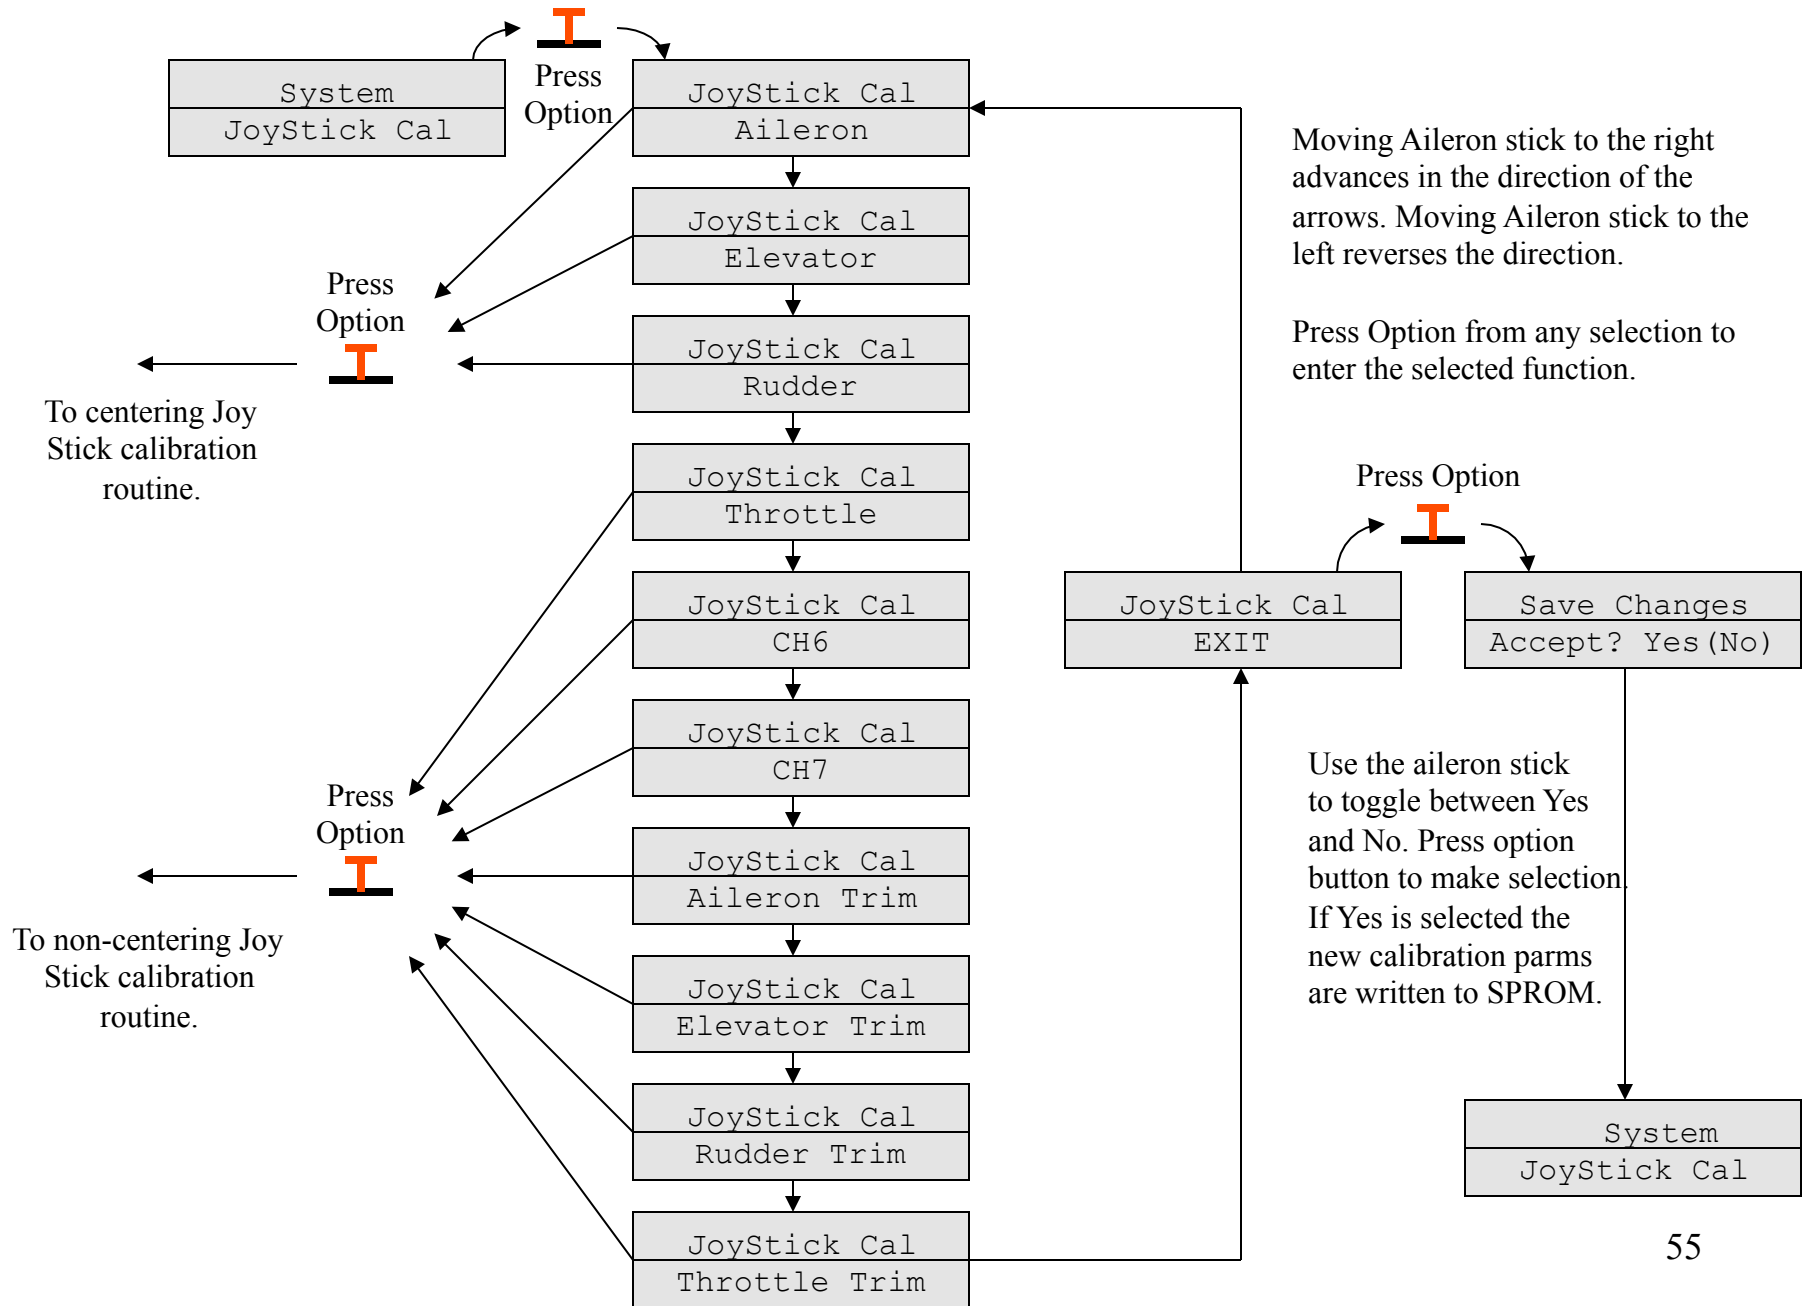 Press
Option
System
JoyStick Cal
JoyStick Cal
Aileron
JoyStick Cal
Elevator
Press
Option
JoyStick Cal
Rudder
To centering Joy
Stick calibration
routine.
JoyStick Cal
Throttle
JoyStick Cal
CH6
JoyStick Cal
CH7
Press
Option
JoyStick Cal
Aileron Trim
To non-centering Joy
Stick calibration
routine.
JoyStick Cal
Elevator Trim
JoyStick Cal
Rudder Trim
JoyStick Cal
Throttle Trim
Moving Aileron stick to the right
advances in the direction of the
arrows. Moving Aileron stick to the
left reverses the direction.
Press Option from any selection to
enter the selected function.
Press Option
JoyStick Cal
EXIT
Save Changes
Accept? Yes(No)
Use the aileron stick
to toggle between Yes
and No. Press option
button to make selection.
If Yes is selected the
new calibration parms
are written to SPROM.
System
JoyStick Cal
55